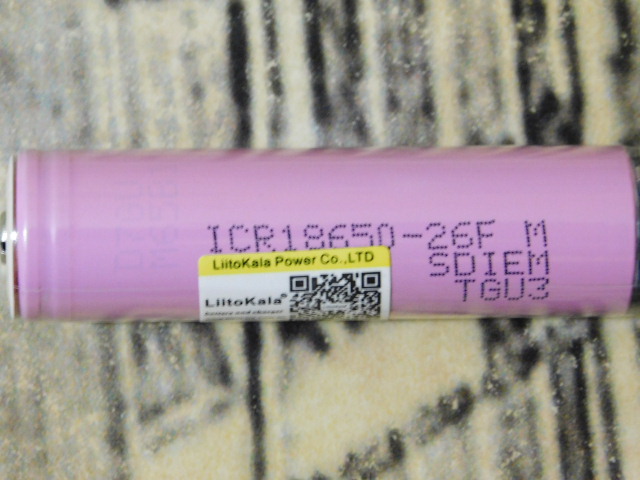 ICR18650-26F M
SDIEM
TGU3
LiitoKala Power Co.,LTD
LiitoKala®